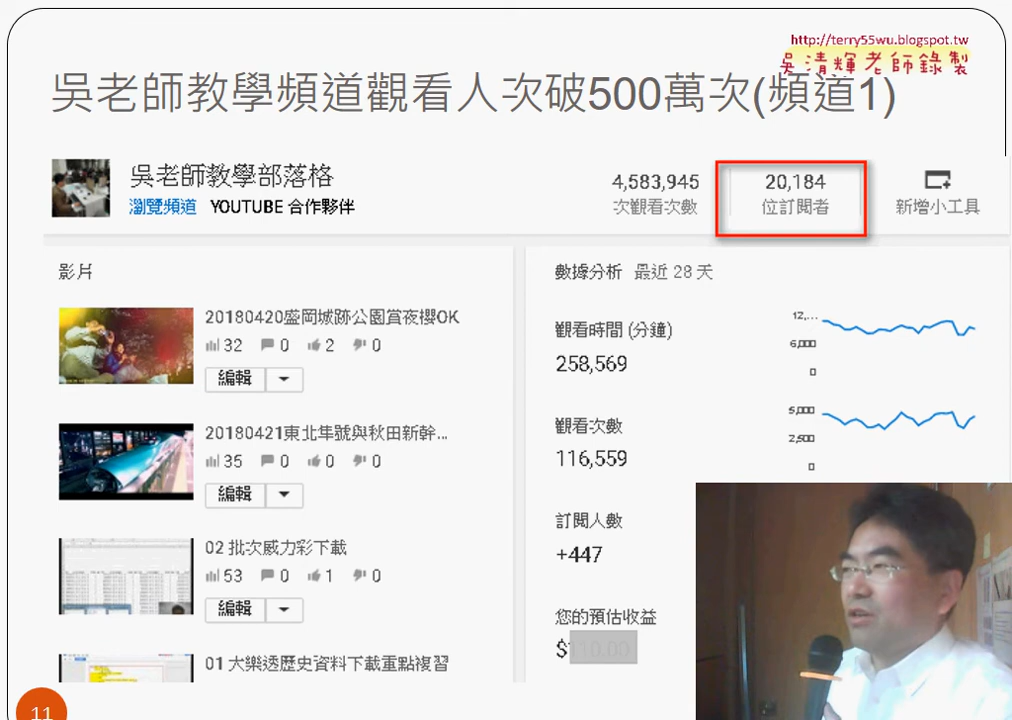 http://terry55wu.blogspot.tw
吳清輝老師錄製
吳老師教學頻道觀看人次破500萬次(頻道1)
吳老師教學部落格
瀏覽頻道 YOUTUBE 合作夥伴
4,583,945
次觀看次數
20,184
位訂閱者
新增小工具
影片
20180420盛岡城跡公園賞夜櫻OK
32 0 2 0
編輯
20180421東北隼號與秋田新幹...
35 0 0 0
編輯
02 批次威力彩下載
53 0 1 0
編輯
01 大樂透歷史資料下載重點複習
數據分析 最近 28 天
觀看時間 (分鐘)
258,569
12,...
6,000
0
觀看次數
116,559
5,000
2,500
0
訂閱人數
+447
您的預估收益
$
11